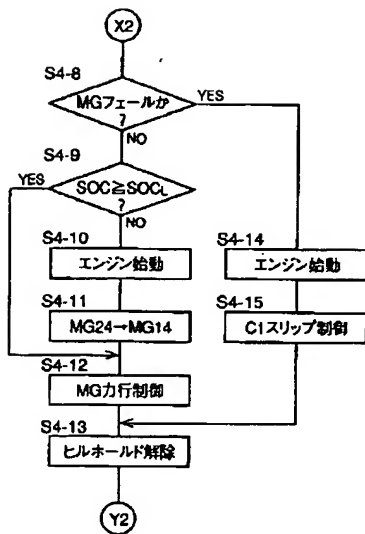 X2
S4-8
MGフェールか
?
YES
NO
S4-9
YES
SOC≧SOCL
?
NO
S4-10
エンジン始動
S4-14
エンジン始動
S4-11
MG24→MG14
S4-15
C1スリップ制御
S4-12
MG力行制御
S4-13
ヒルホールド解除
Y2